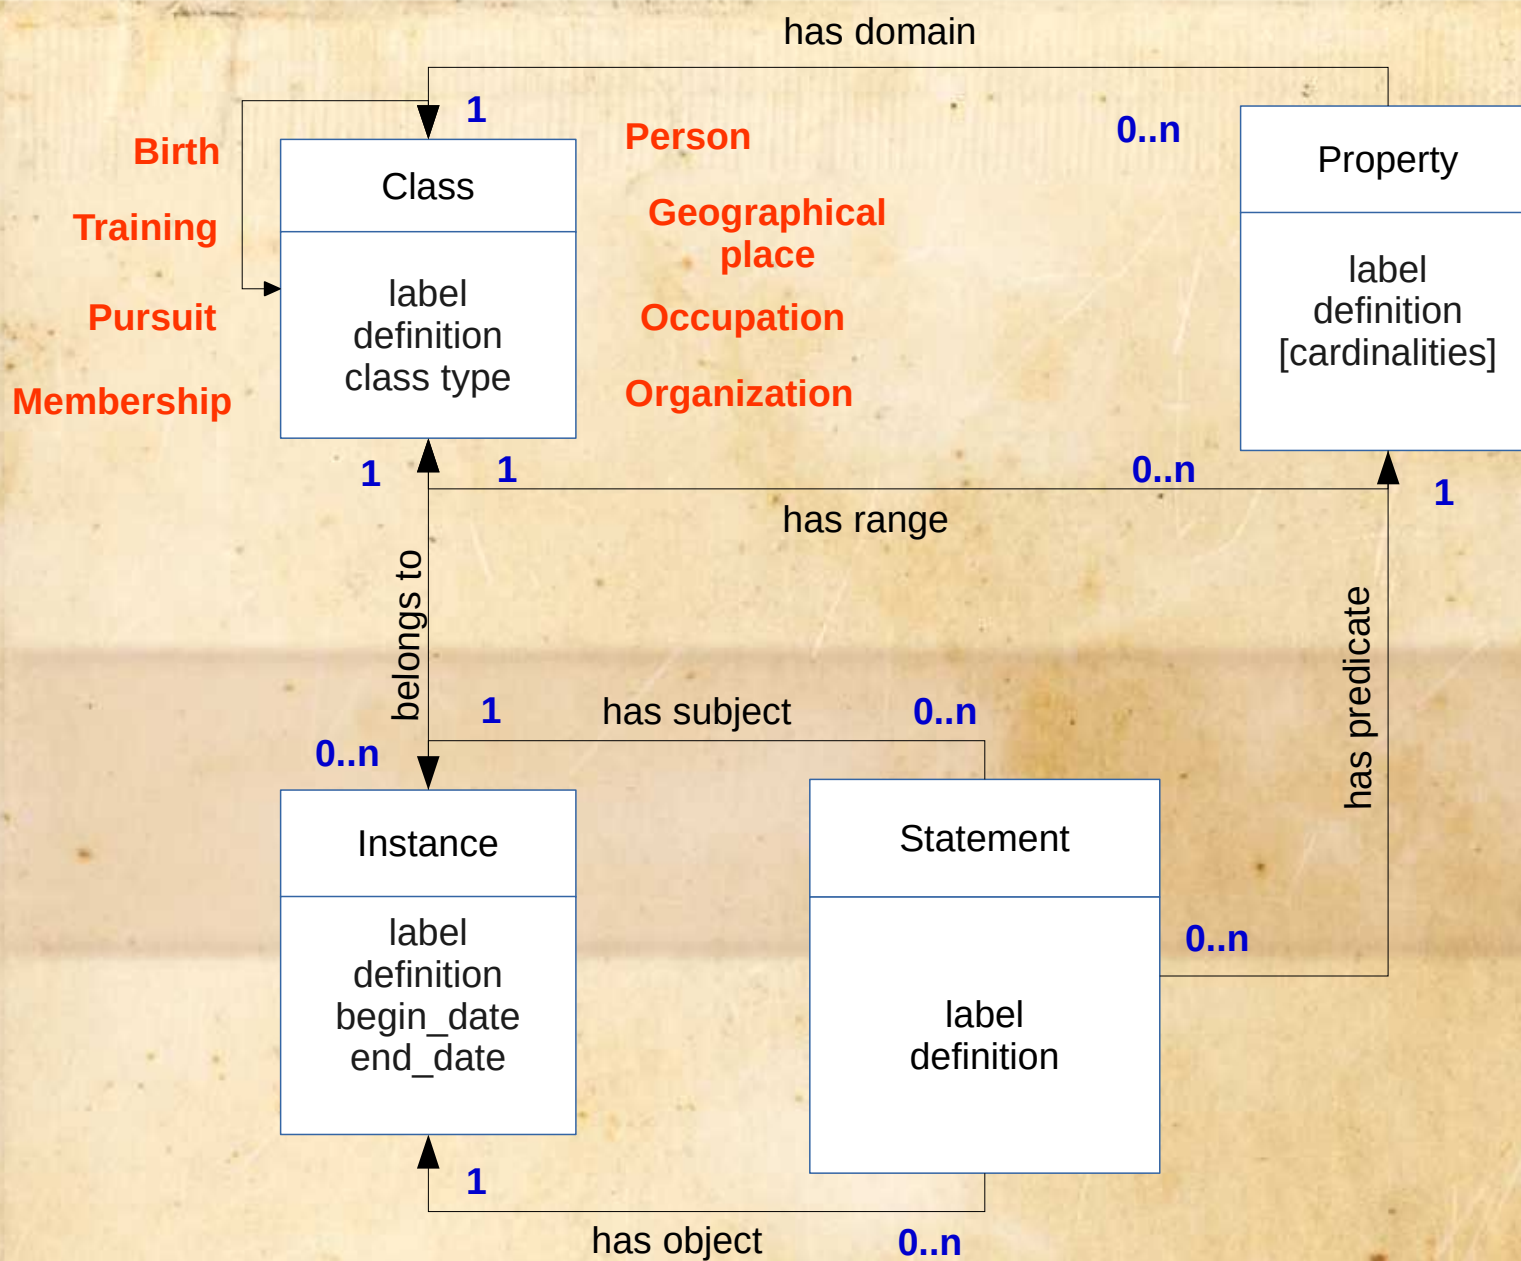 has domain
1
0..n
Birth
Person
Class
Property
Training
Geographical
place
label
definition
class type
label
definition
[cardinalities]
Pursuit
Occupation
Membership
Organization
1
1
0..n
1
has range
belongs to
has predicate
1
has subject
0..n
0..n
Instance
Statement
label
definition
begin_date
end_date
0..n
label
definition
1
has object
0..n